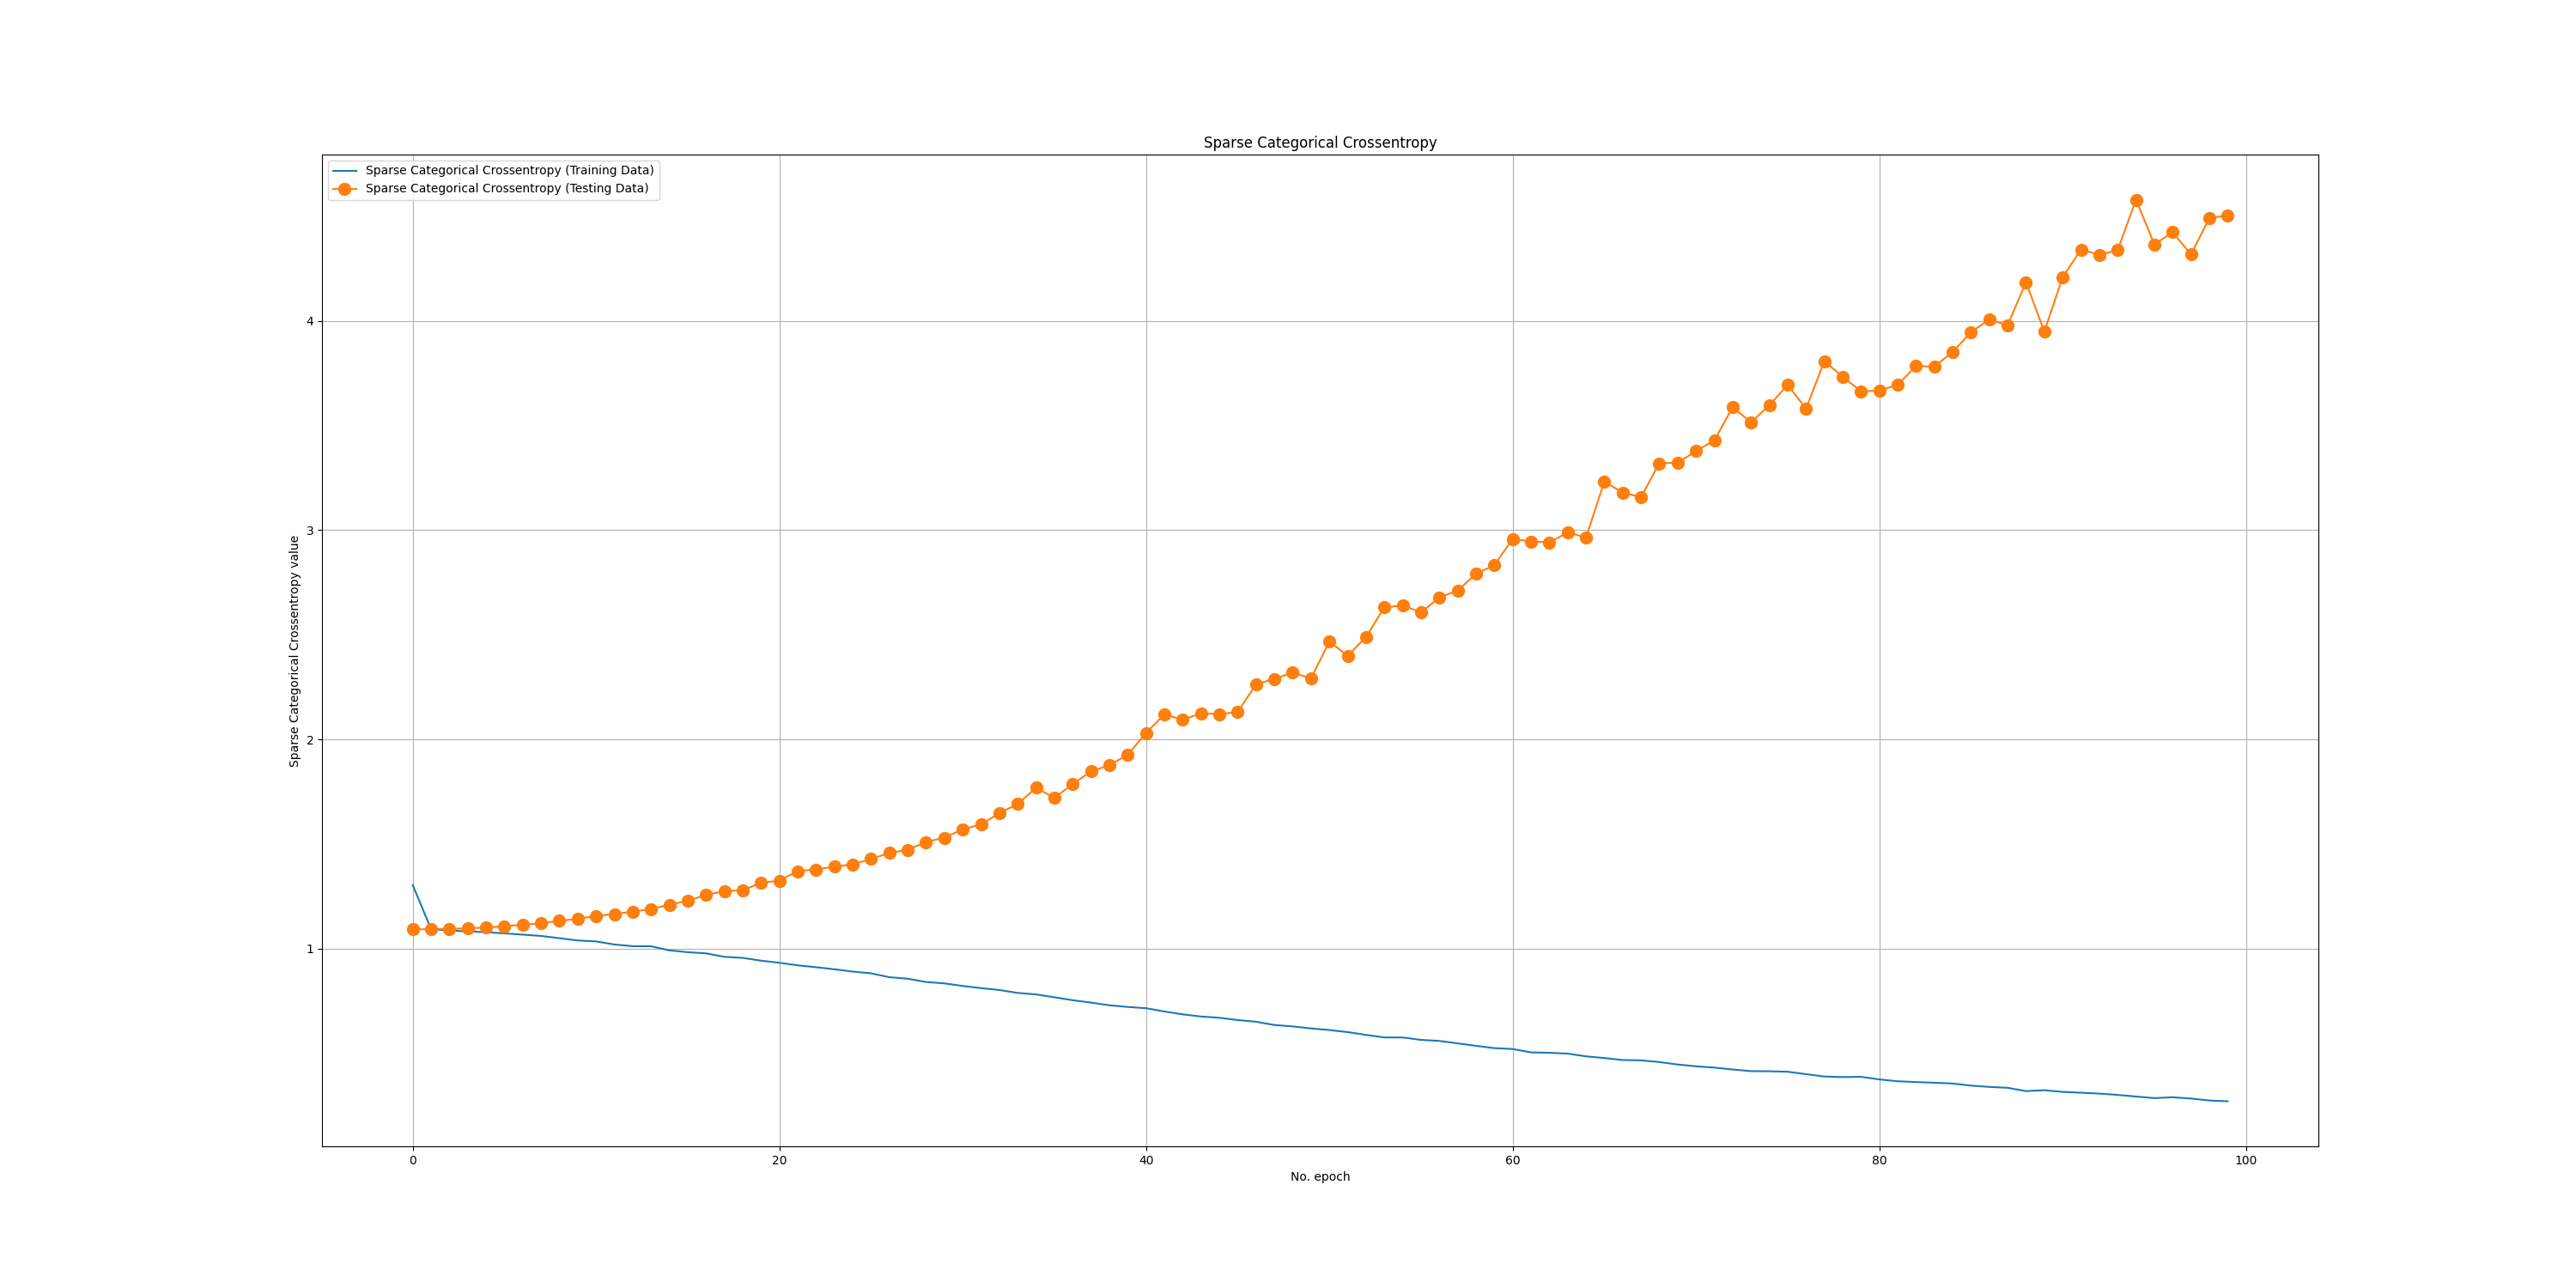 Sparse Categorical Crossentropy
Sparse Categorical Crossentropy (Training Data)
Sparse Categorical Crossentropy (Testing Data)
4
3
2
1
Sparse Categorical Crossentropy value
0 20 40 60 80 100
No. epoch